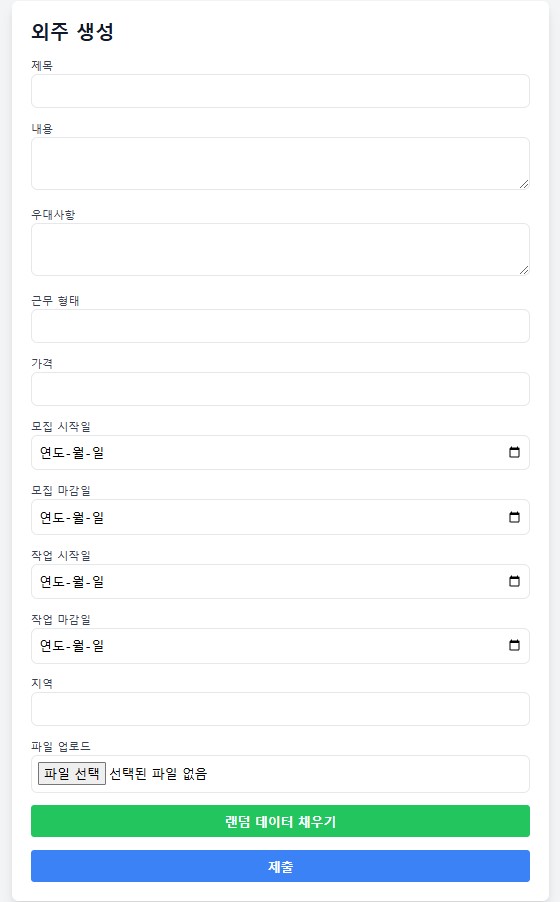 외주 생성
제목
내용
우대사항
근무 형태
가격
모집 시작일
연도-월-일
모집 마감일
연도-월-일
작업 시작일
연도-월-일
작업 마감일
연도-월-일
지역
파일 업로드
파일 선택 선택된 파일 없음
랜덤 데이터 채우기
제출